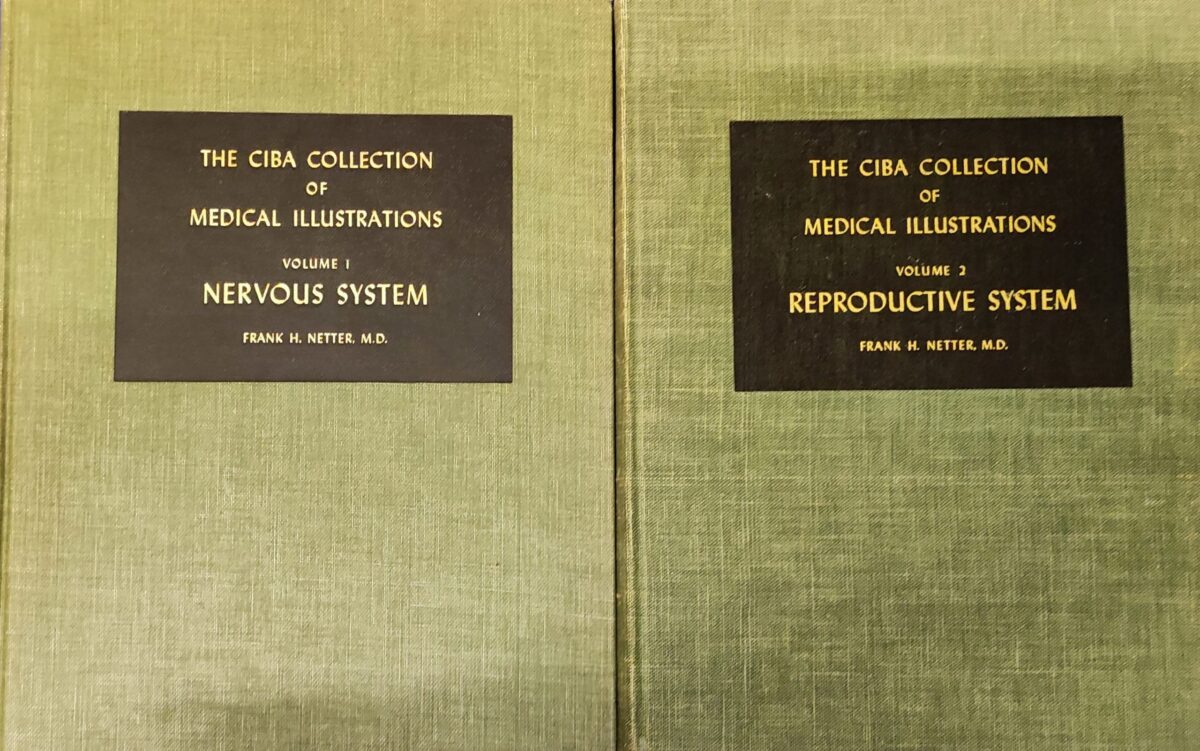 THE CIBA COLLECTION
OF
MEDICAL ILLUSTRATIONS
VOLUME 1
NERVOUS SYSTEM
FRANK H. NETTER, M.D.
THE CIBA COLLECTION
OF
MEDICAL ILLUSTRATIONS
VOLUME 2
REPRODUCTIVE SYSTEM
FRANK H. NETTER, M.D.